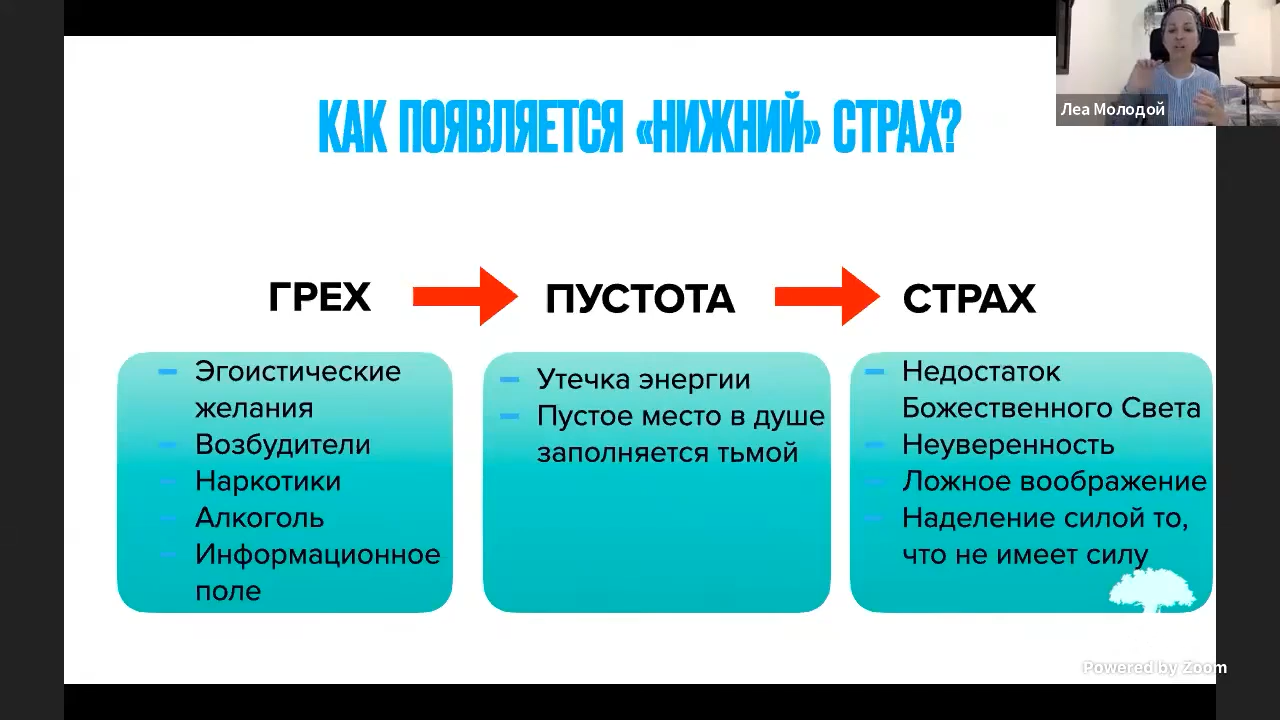 КАК ПОЯВЛЯЕТСЯ «НИЖНИЙ» СТРАХ?
Леа Молодой
ГРЕХ
ПУСТОТА
СТРАХ
Эгоистические
желания
Возбудители
Наркотики
Алкоголь
Информационное
поле
Утечка энергии
Пустое место в душе
заполняется тьмой
Недостаток
Божественного Света
Неуверенность
Ложное воображение
Наделение силой то,
что не имеет силу
Powered by Zoom